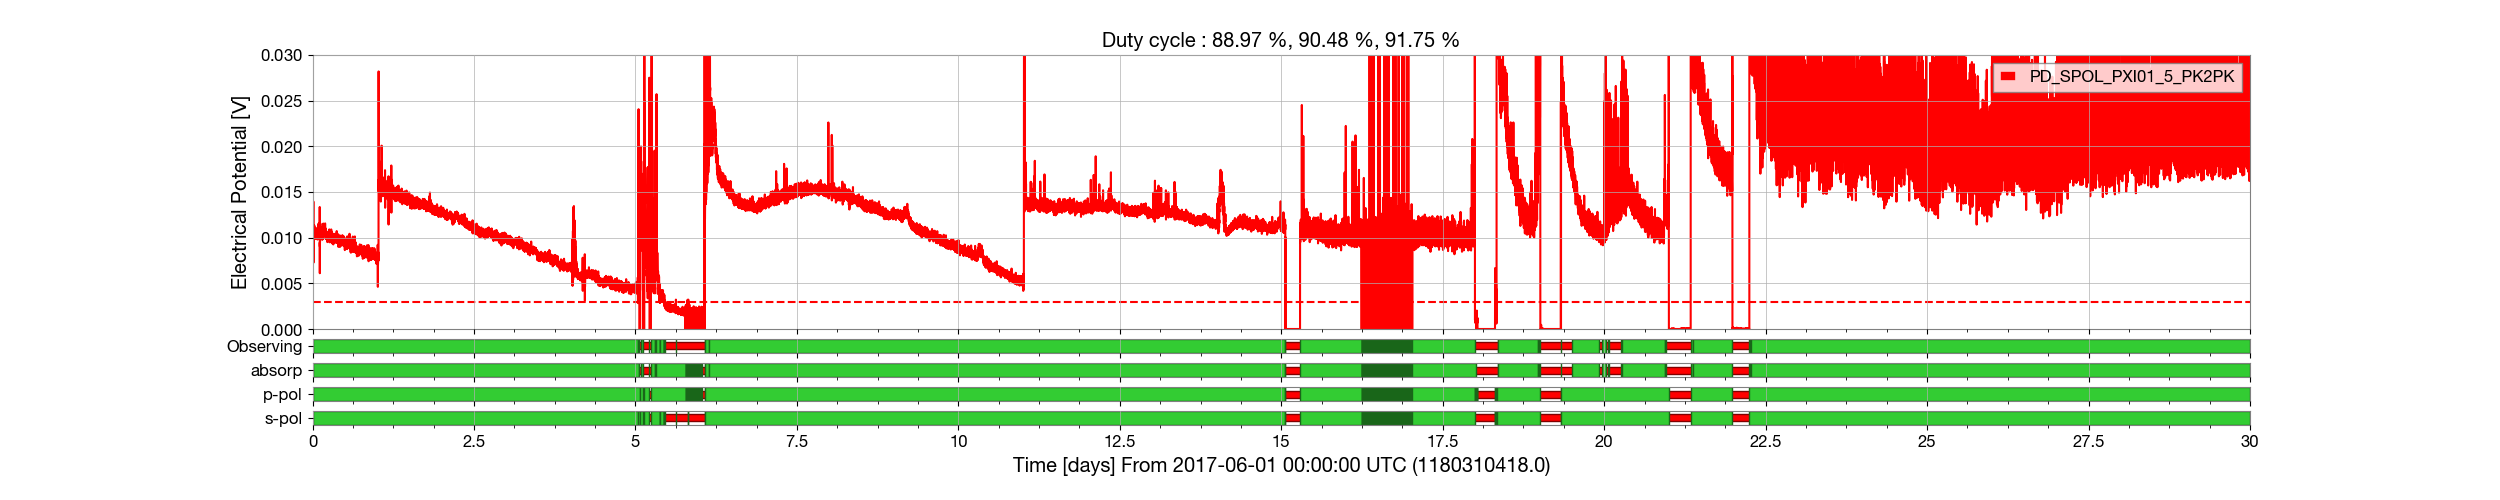 Duty cycle : 88.97 %, 90.48 %, 91.75 %
Electrical Potential [V]
0.030
0.025
0.020
0.015
0.010
0.005
0.000
PD_SPOL_PXI01_5_PK2PK
Observing
absorp
p-pol
s-pol
0 2.5 5 7.5 10 12.5 15 17.5 20 22.5 25 27.5 30
Time [days] From 2017-06-01 00:00:00 UTC (1180310418.0)